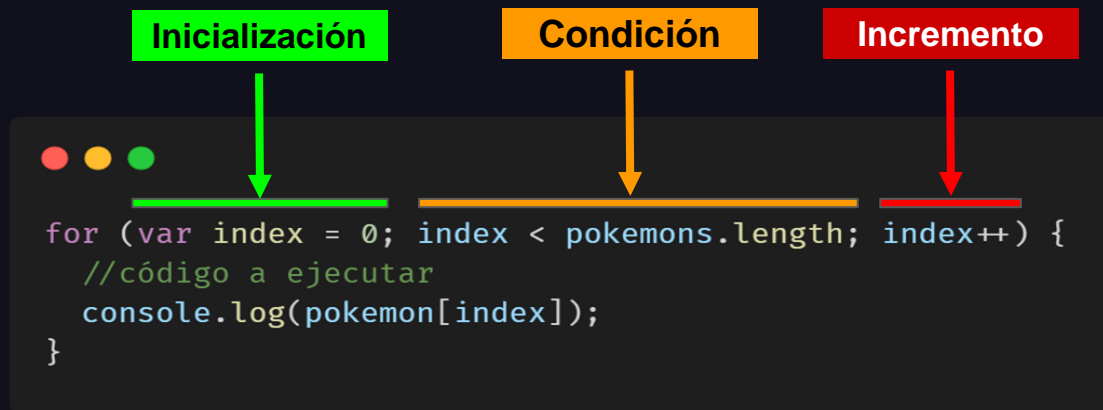 Inicialización
Condición
Incremento
for (var index = 0; index < pokemons.length; index++) {
//código a ejecutar
console.log(pokemon[index]);
}